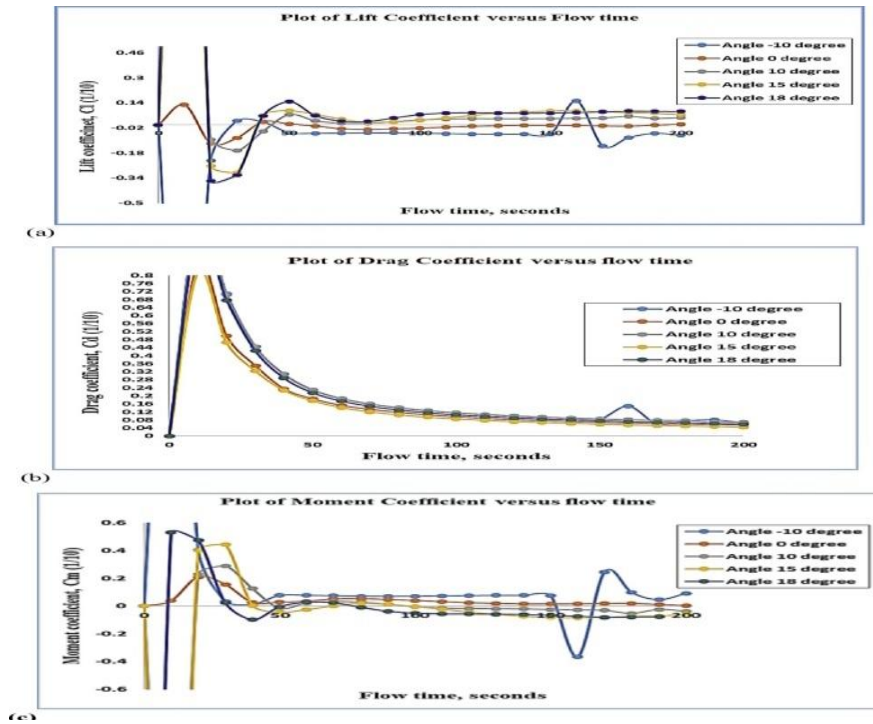 Plot of Lift Coefficient versus Flow time
Lift coefficinet, Cl (1/10)
0.46
0.3
0.14
-0.02
-0.18
-0.34
-0.5
0
50
100
150
200
Angle -10 degree
Angle 0 degree
Angle 10 degree
Angle 15 degree
Angle 18 degree
Flow time, seconds
(a)
Plot of Drag Coefficient versus flow time
Drag coefficient, Cd (1/10)
0.8
0.76
0.72
0.68
0.64
0.6
0.56
0.52
0.48
0.44
0.4
0.36
0.32
0.28
0.24
0.2
0.16
0.12
0.08
0.04
0
0
50
100
150
200
Angle -10 degree
Angle 0 degree
Angle 10 degree
Angle 15 degree
Angle 18 degree
Flow time, seconds
(b)
Plot of Moment Coefficient versus flow time
Moment coefficient, Cm (1/10)
0.6
0.4
0.2
0
-0.2
-0.4
-0.6
0
50
100
150
200
Angle -10 degree
Angle 0 degree
Angle 10 degree
Angle 15 degree
Angle 18 degree
Flow time, seconds
(c)